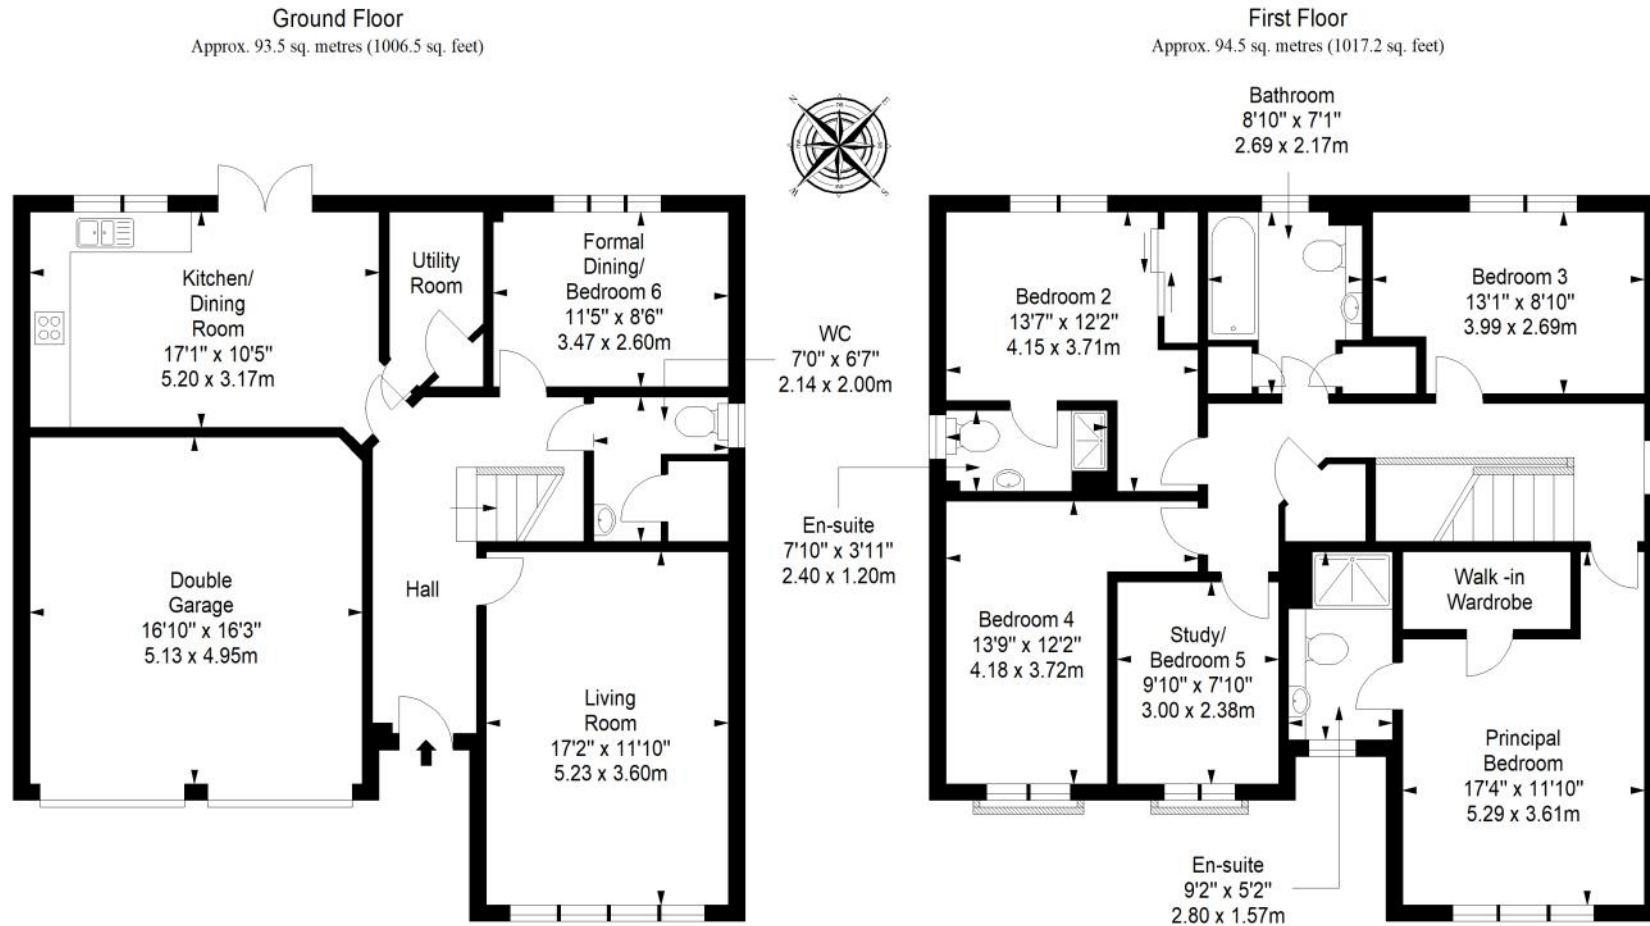 Ground Floor
Approx. 93.5 sq. metres (1006.5 sq. feet)
First Floor
Approx. 94.5 sq. metres (1017.2 sq. feet)
N
E
S
W
Kitchen/
Dining
Room
17'1" x 10'5"
5.20 x 3.17m
Utility
Room
Formal
Dining/
Bedroom 6
11'5" x 8'6"
3.47 x 2.60m
WC
7'0" x 6'7"
2.14 x 2.00m
Double
Garage
16'10" x 16'3"
5.13 x 4.95m
Hall
Living
Room
17'2" x 11'10"
5.23 x 3.60m
Bathroom
8'10" x 7'1"
2.69 x 2.17m
Bedroom 2
13'7" x 12'2"
4.15 x 3.71m
Bedroom 3
13'1" x 8'10"
3.99 x 2.69m
En-suite
7'10" x 3'11"
2.40 x 1.20m
Bedroom 4
13'9" x 12'2"
4.18 x 3.72m
Study/
Bedroom 5
9'10" x 7'10"
3.00 x 2.38m
Walk -in
Wardrobe
Principal
Bedroom
17'4" x 11'10"
5.29 x 3.61m
En-suite
9'2" x 5'2"
2.80 x 1.57m